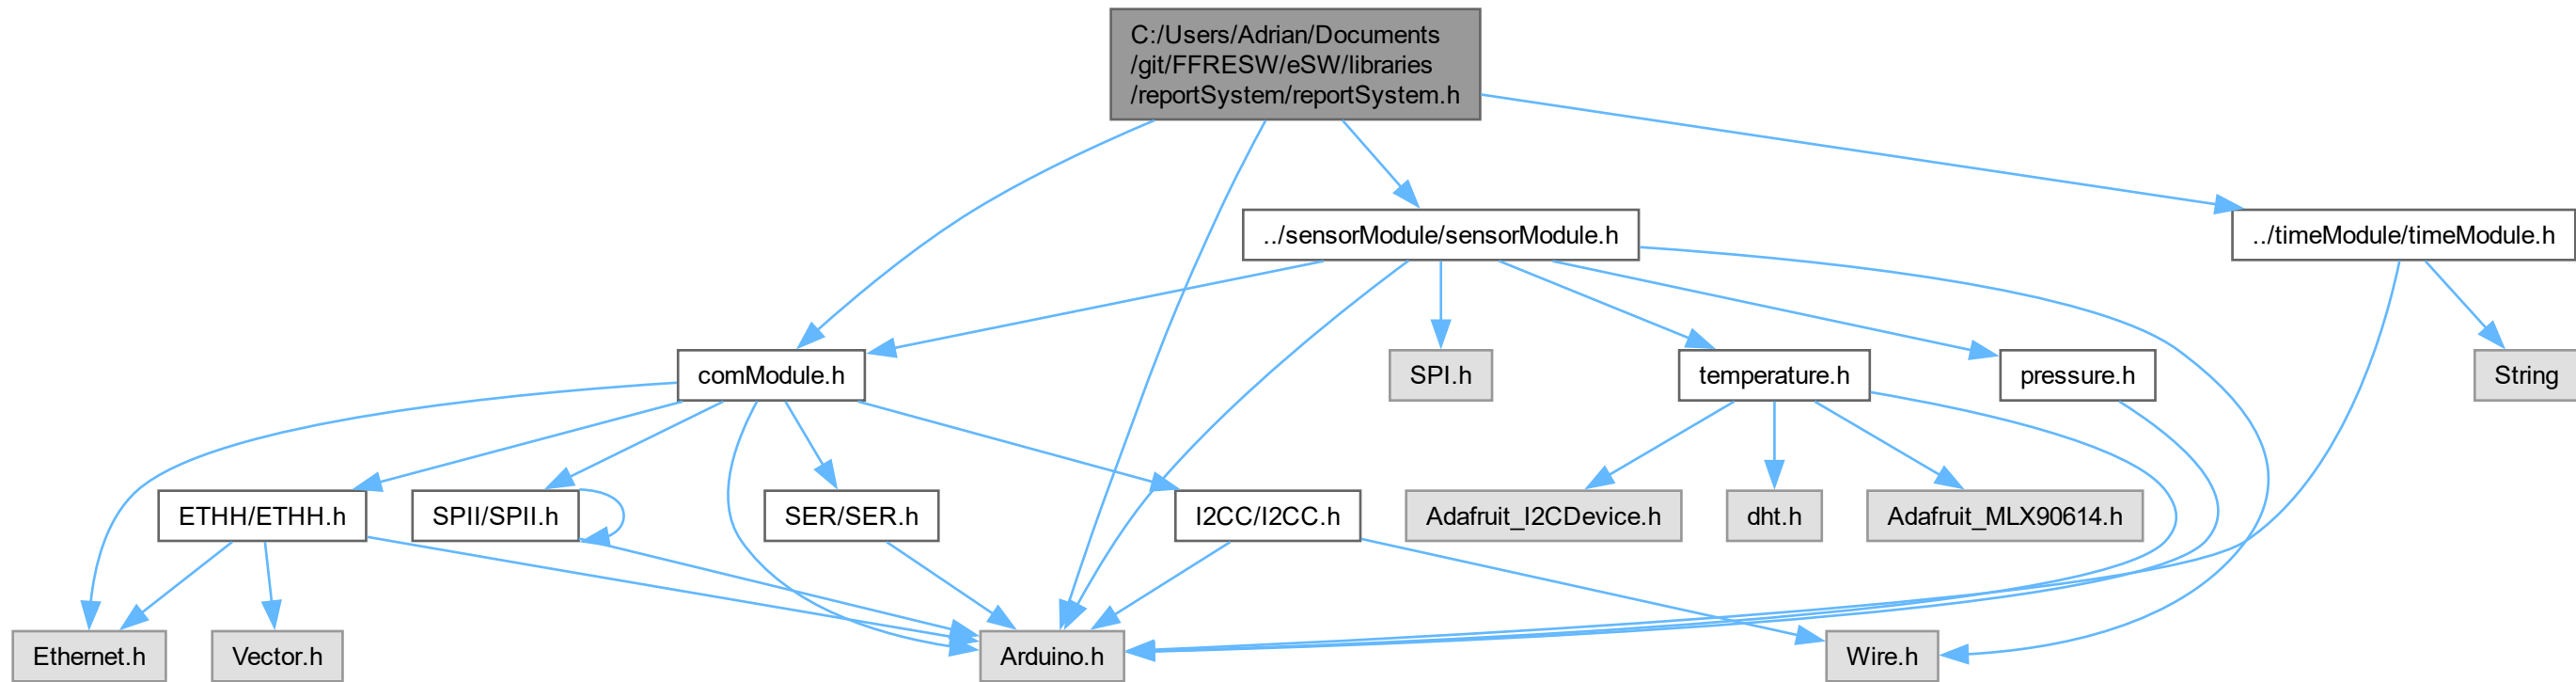 C:/Users/Adrian/Documents
/git/FFRESW/eSW/libraries
/reportSystem/reportSystem.h
../sensorModule/sensorModule.h
../timeModule/timeModule.h
comModule.h
SPI.h
temperature.h
pressure.h
String
ETHH/ETHH.h
SPII/SPII.h
SER/SER.h
I2CC/I2CC.h
Adafruit_I2CDevice.h
dht.h
Adafruit_MLX90614.h
Ethernet.h
Vector.h
Arduino.h
Wire.h